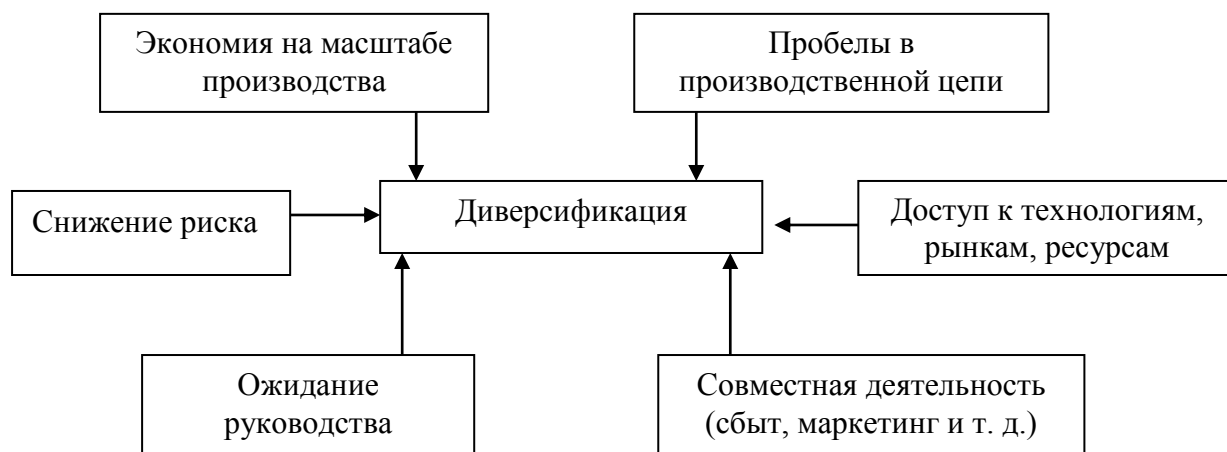 Экономия на масштабе
производства
Пробелы в
производственной цепи
Снижение риска
Диверсификация
Доступ к технологиям,
рынкам, ресурсам
Ожидание
руководства
Совместная деятельность
(сбыт, маркетинг и т. д.)